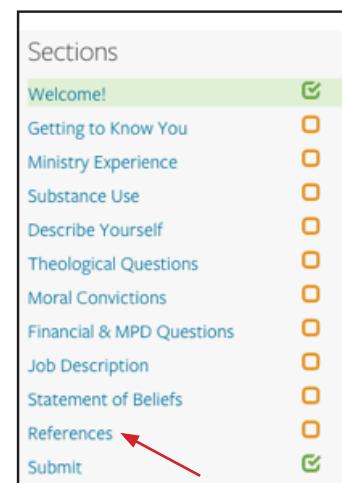 Sections
Welcome!
Getting to Know You
Ministry Experience
Substance Use
Describe Yourself
Theological Questions
Moral Convictions
Financial & MPD Questions
Job Description
Statement of Beliefs
References
Submit